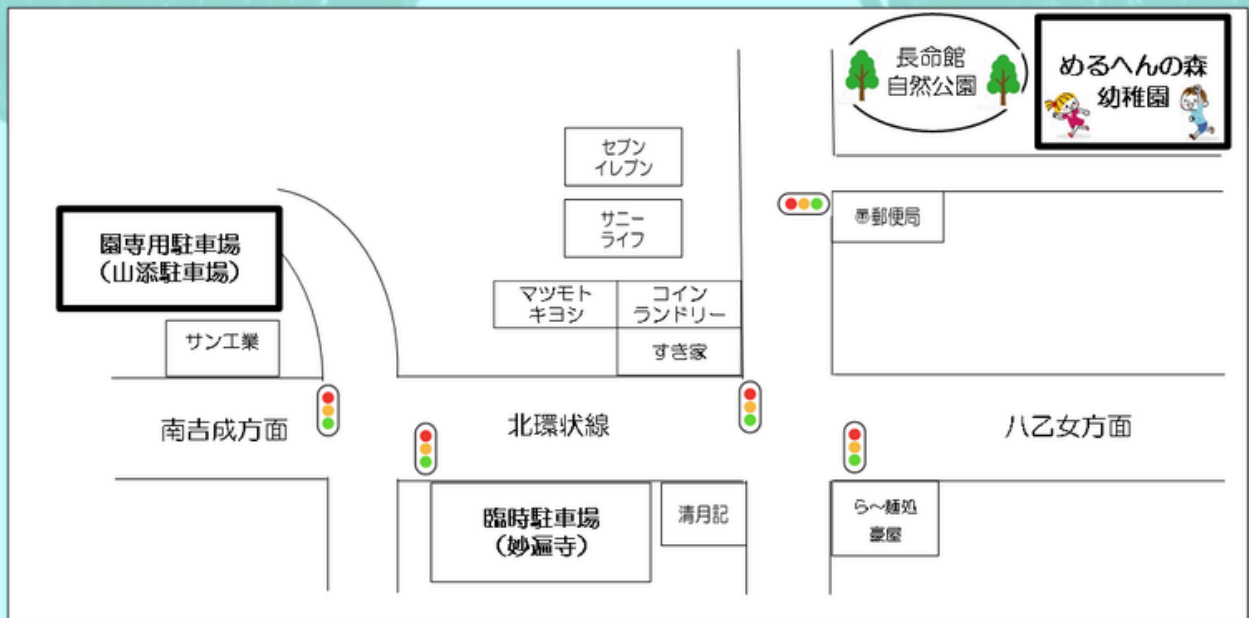 長命館
自然公園
めるへんの森
幼稚園
セブン
イレブン
サニー
ライフ
〠郵便局
園専用駐車場
(山添駐車場)
マツモト
キヨシ
コイン
ランドリー
サン工業
すき家
南吉成方面
北環状線
八乙女方面
臨時駐車場
(妙遍寺)
清月記
ら〜麺処
豪屋